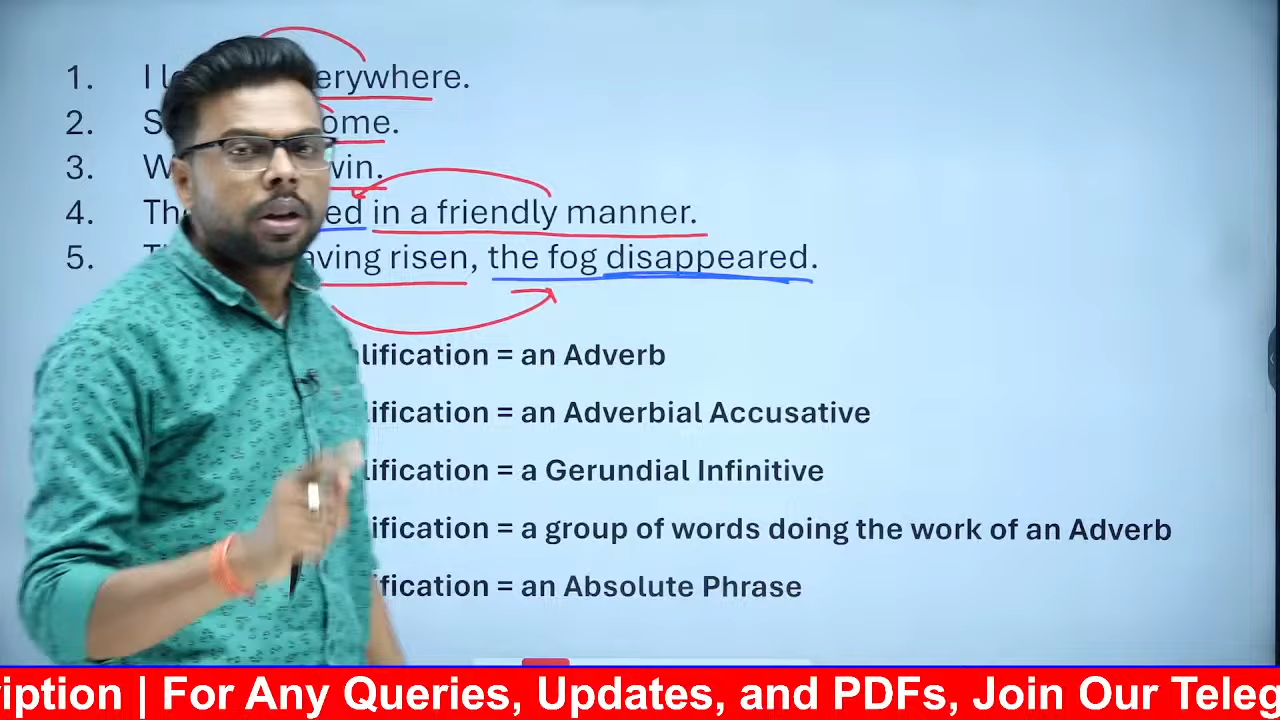 1. I erywhere.
2. S ome.
3. W vin.
4. Th ed in a friendly manner.
5. T aving risen, the fog disappeared.
lification = an Adverb
lification = an Adverbial Accusative
lification = a Gerundial Infinitive
ification = a group of words doing the work of an Adverb
ification = an Absolute Phrase
iption | For Any Queries, Updates, and PDFs, Join Our Teleg